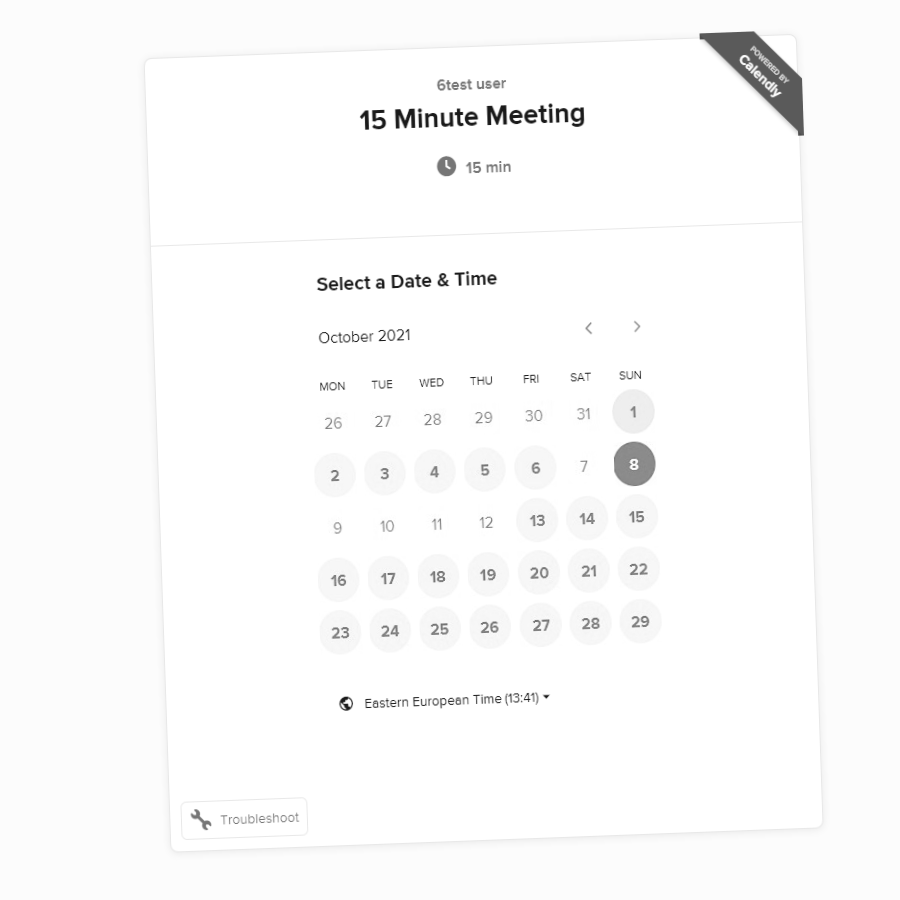 POWERED BY
Calendly
6test user
15 Minute Meeting
15 min
Select a Date & Time
October 2021
MON TUE WED THU FRI SAT SUN
26 27 28 29 30 31 1
2 3 4 5 6 7 8
9 10 11 12 13 14 15
16 17 18 19 20 21 22
23 24 25 26 27 28 29
Eastern European Time (13:41)
Troubleshoot